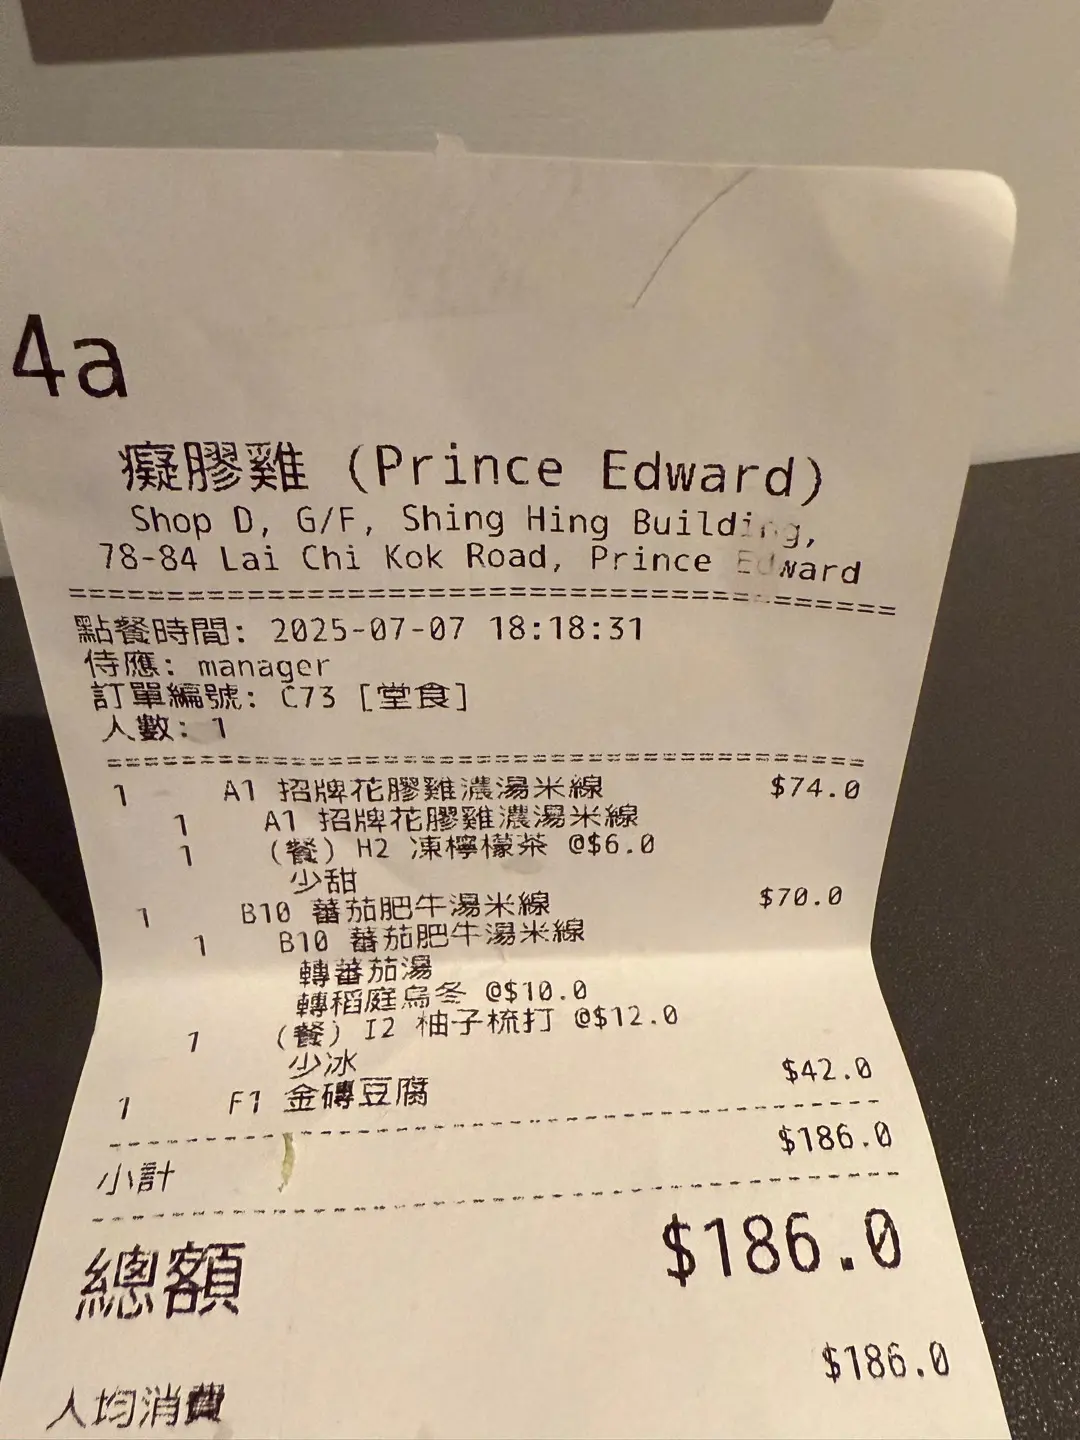 4a
癡膠雞 (Prince Edward)
Shop D, G/F, Shing Hing Building,
78-84 Lai Chi Kok Road, Prince Edward
點餐時間: 2025-07-07 18:18:31
侍應: manager
訂單編號: C73 [堂食]
人數: 1
1 A1 招牌花膠雞濃湯米線 $74.0
1 A1 招牌花膠雞濃湯米線
1 (餐) H2 凍檸檬茶 @$6.0
少甜
1 B10 蕃茄肥牛湯米線 $70.0
1 B10 蕃茄肥牛湯米線
轉蕃茄湯
轉稻庭烏冬 @$10.0
1 (餐) I2 柚子梳打 @$12.0
少冰
1 F1 金磚豆腐 $42.0
小計 $186.0
總額 $186.0
人均消費 $186.0